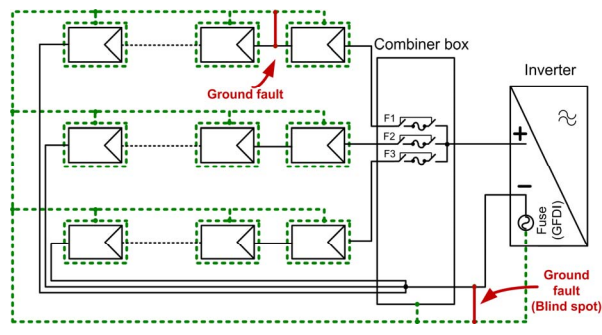 Ground fault
Combiner box
F1
F2
F3
Inverter
+
−
Fuse
(GFDI)
Ground
fault
(Blind spot)